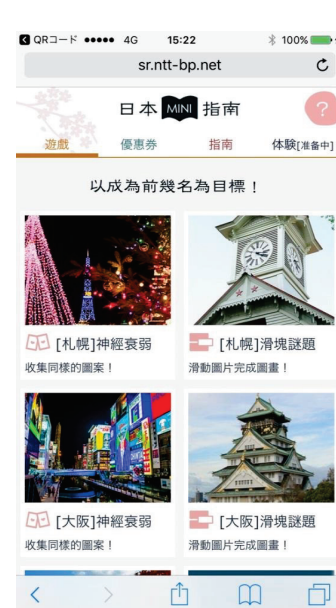 QRコード 4G 15:22 100%
sr.ntt-bp.net
日本 MINI 指南
?
遊戲 優惠券 指南 体験[准备中]
以成為前幾名為目標！
[札幌]神經衰弱
收集同樣的圖案！
[札幌]滑塊謎題
滑動圖片完成圖畫！
[大阪]神經衰弱
收集同樣的圖案！
[大阪]滑塊謎題
滑動圖片完成圖畫！